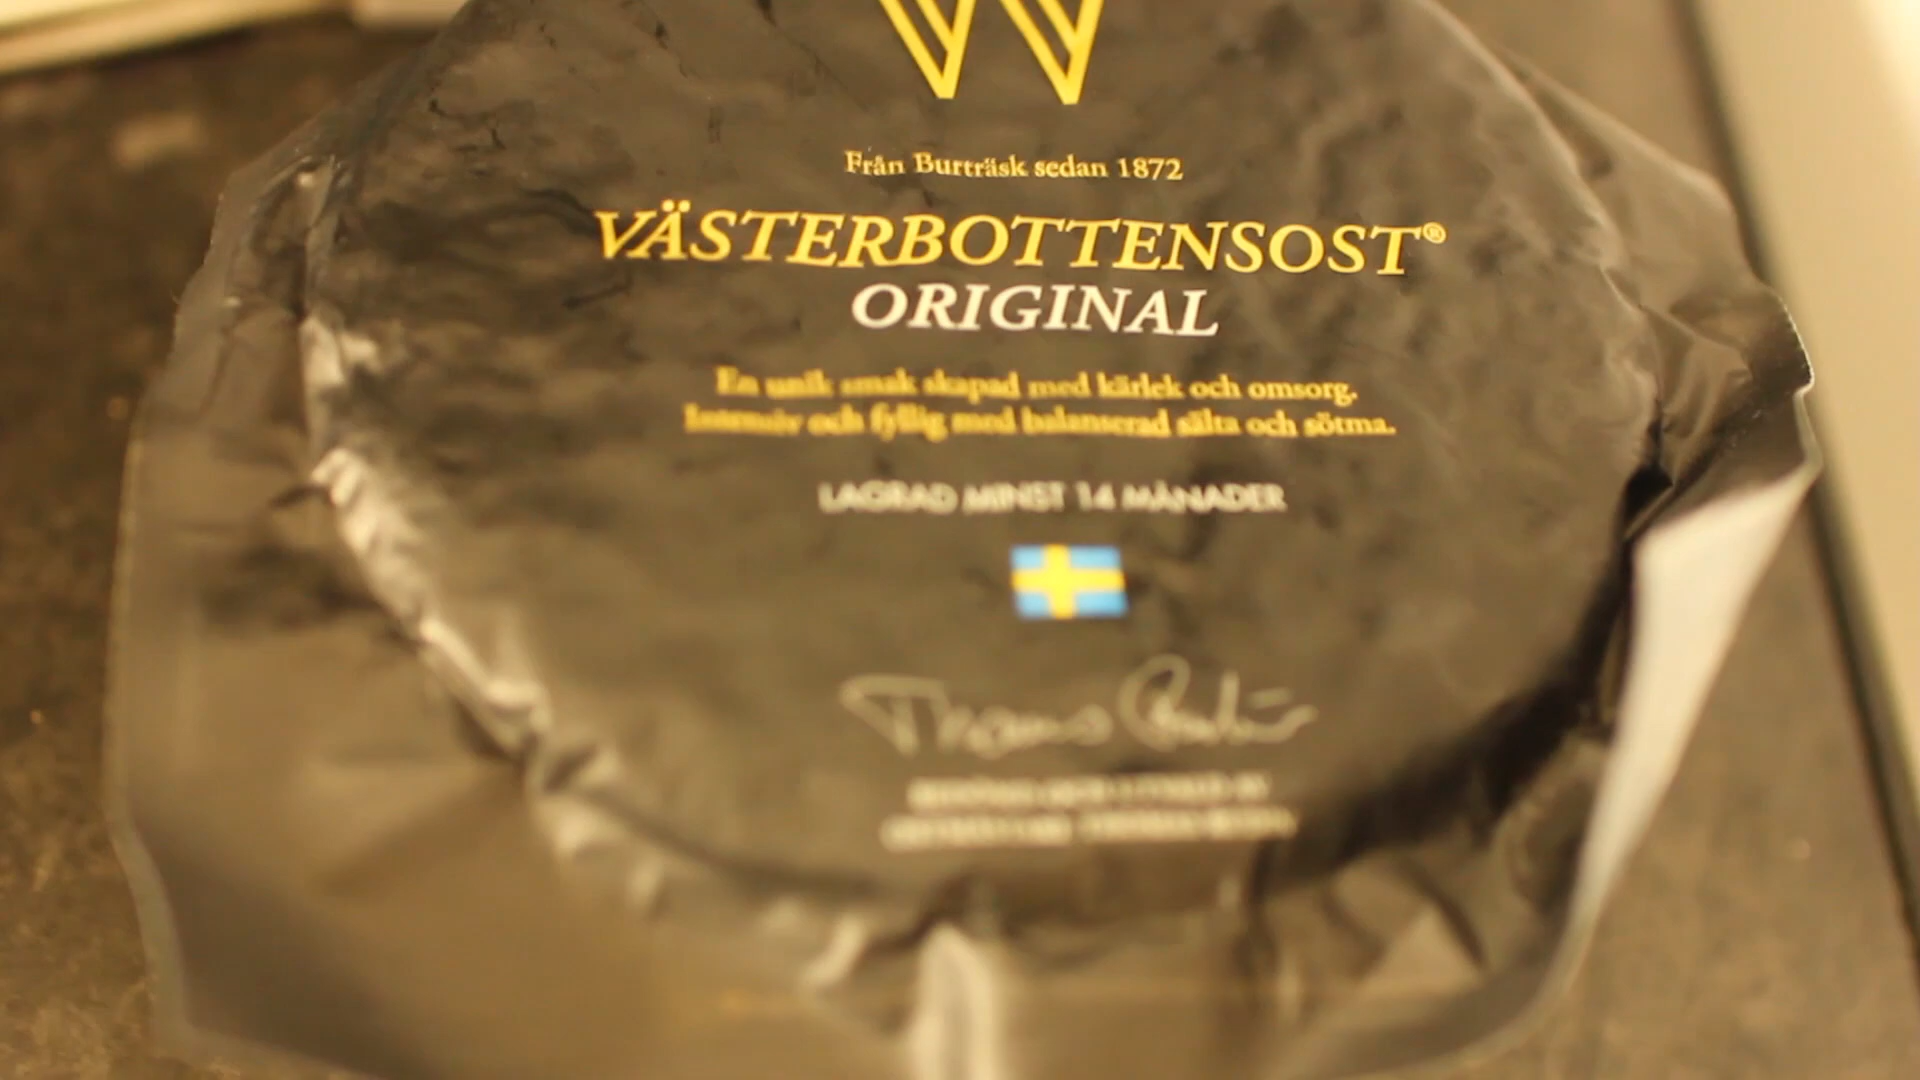 W
Från Burträsk sedan 1872
VÄSTERBOTTENSOST®
ORIGINAL
En unik smak skapad med kärlek och omsorg.
Intensiv och fyllig med balanserad sälta och sötma.
LAGRAD MINST 14 MÅNADER